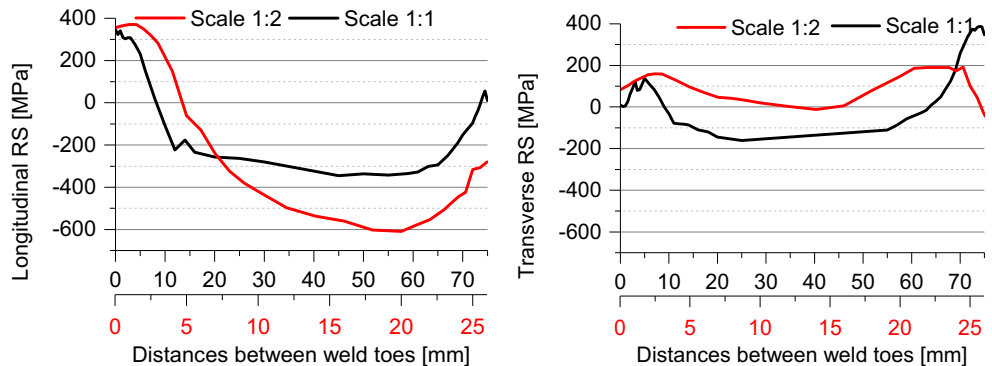 Scale 1:2 Scale 1:1
Longitudinal RS [MPa]
400
200
0
-200
-400
-600
0 10 20 30 40 50 60 70
0 5 10 15 20 25
Distances between weld toes [mm]
Scale 1:2 Scale 1:1
Transverse RS [MPa]
400
200
0
-200
-400
-600
0 10 20 30 40 50 60 70
0 5 10 15 20 25
Distances between weld toes [mm]